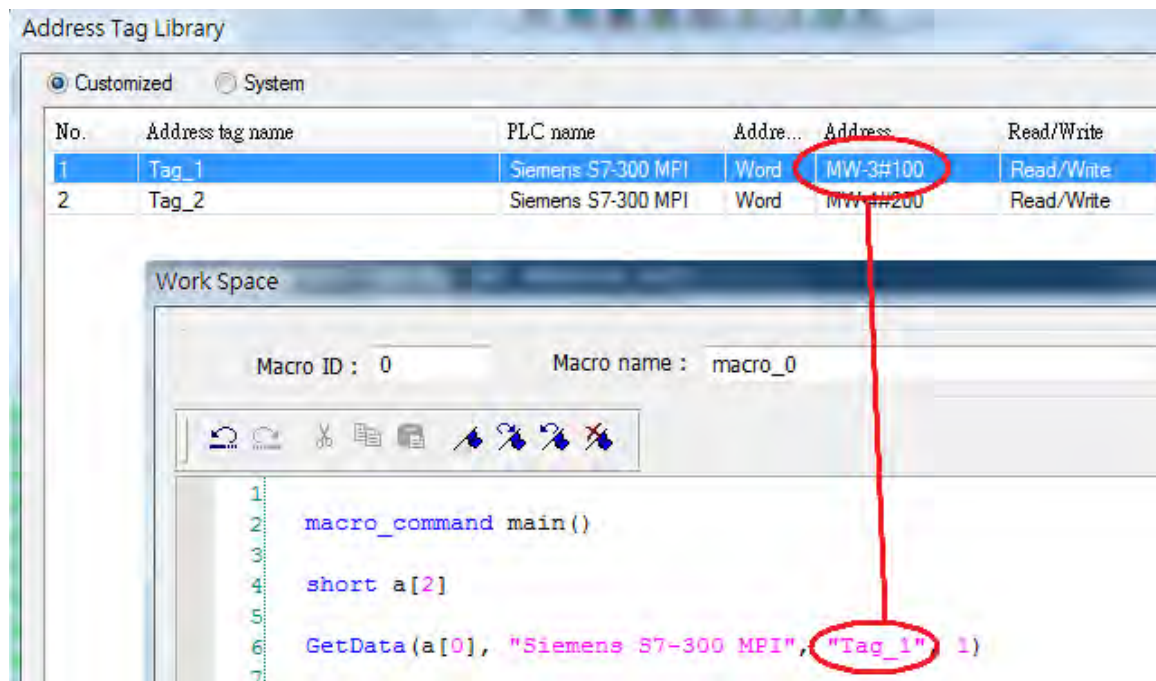 Address Tag Library
Customized System
No. Address tag name PLC name Addre... Address Read/Write
1 Tag_1 Siemens S7-300 MPI Word MW-3#100 Read/Write
2 Tag_2 Siemens S7-300 MPI Word MW-4#200 Read/Write
Work Space
Macro ID : 0 Macro name : macro_0
1
2 macro_command main()
3
4 short a[2]
5
6 GetData(a[0], "Siemens S7-300 MPI", "Tag_1", 1)
7